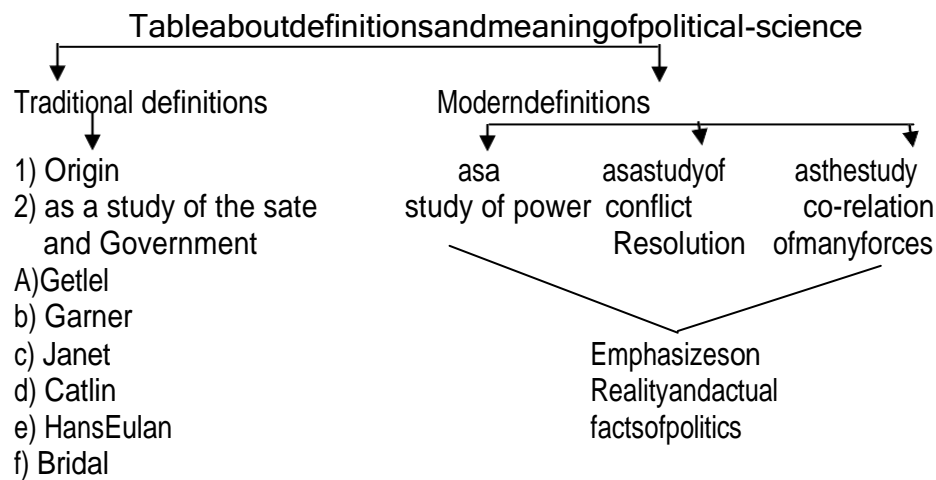 Tableaboutdefinitionsandmeaningofpolitical-science
Traditional definitions
Moderndefinitions
1) Origin
2) as a study of the sate
and Government
A)Getlel
b) Garner
c) Janet
d) Catlin
e) HansEulan
f) Bridal
asa
study of power
asastudyof
conflict
Resolution
asthestudy
co-relation
ofmanyforces
Emphasizeson
Realityandactual
factsofpolitics